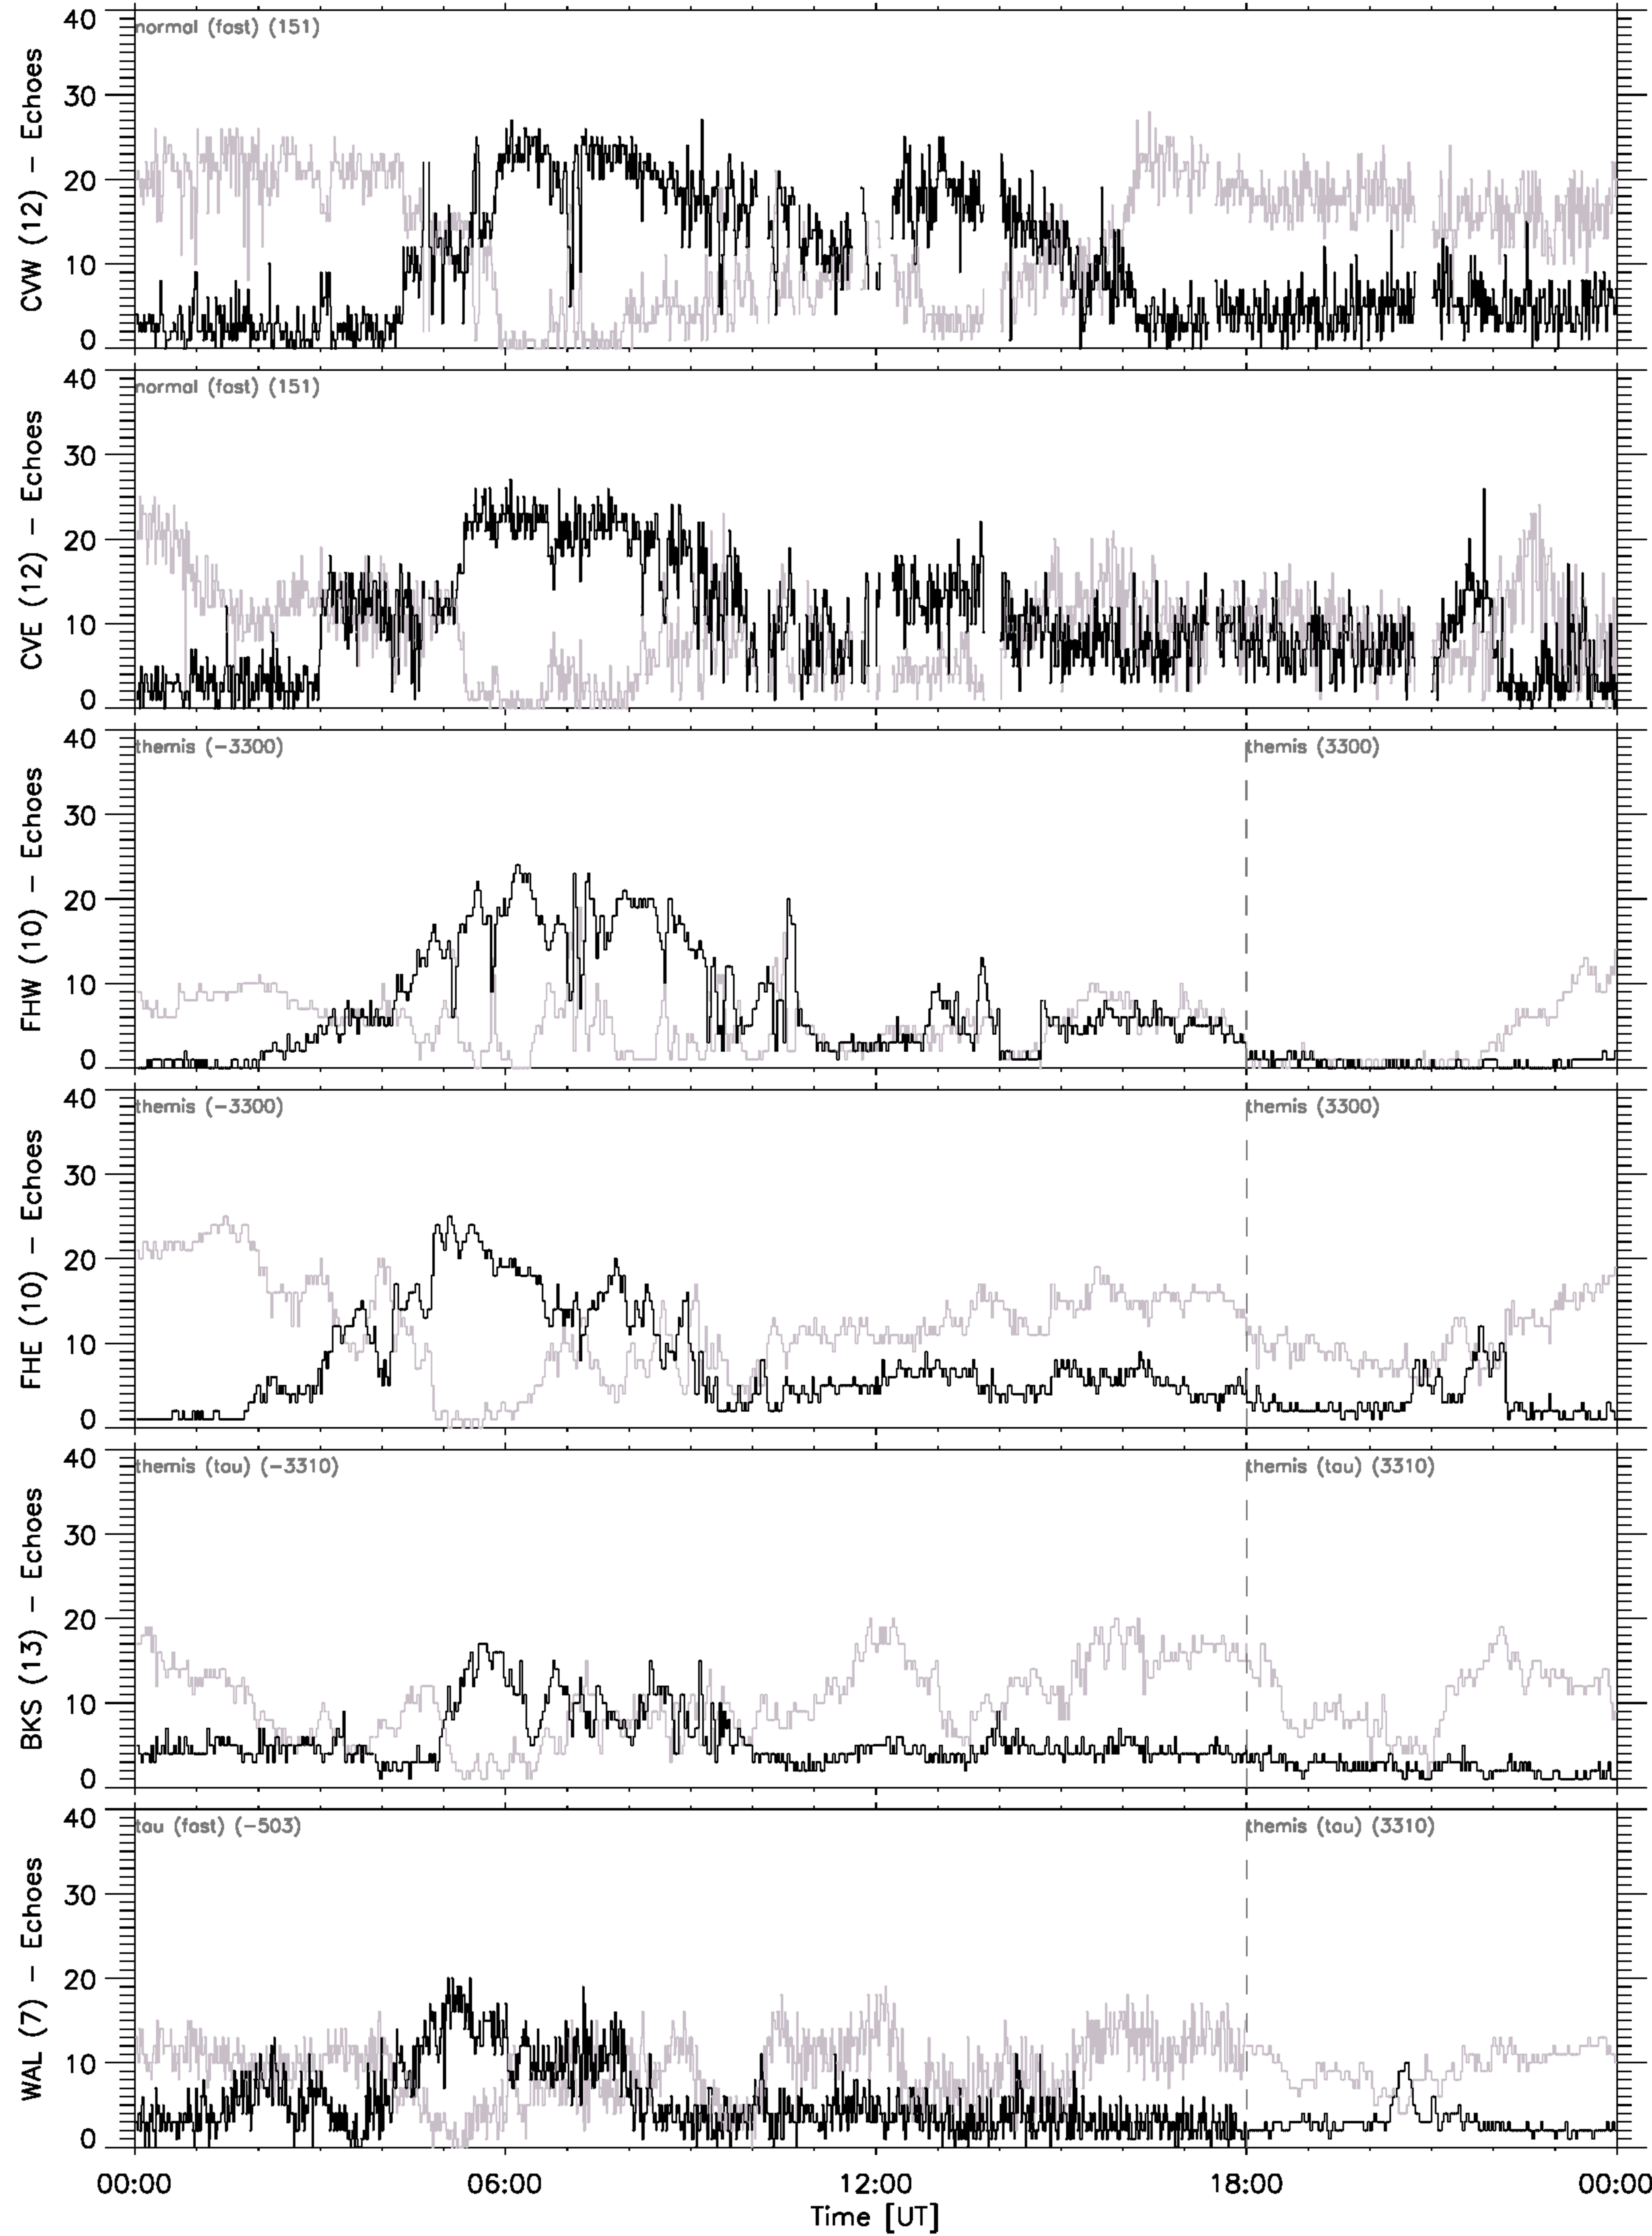 CVW (12) - Echoes
40
30
20
10
0
normal (fast) (151)
CVE (12) - Echoes
40
30
20
10
0
normal (fast) (151)
FHW (10) - Echoes
40
30
20
10
0
themis (-3300)
themis (3300)
FHE (10) - Echoes
40
30
20
10
0
themis (-3300)
themis (3300)
BKS (13) - Echoes
40
30
20
10
0
themis (tau) (-3310)
themis (tau) (3310)
WAL (7) - Echoes
40
30
20
10
0
tau (fast) (-503)
themis (tau) (3310)
00:00
06:00
12:00
18:00
00:00
Time [UT]